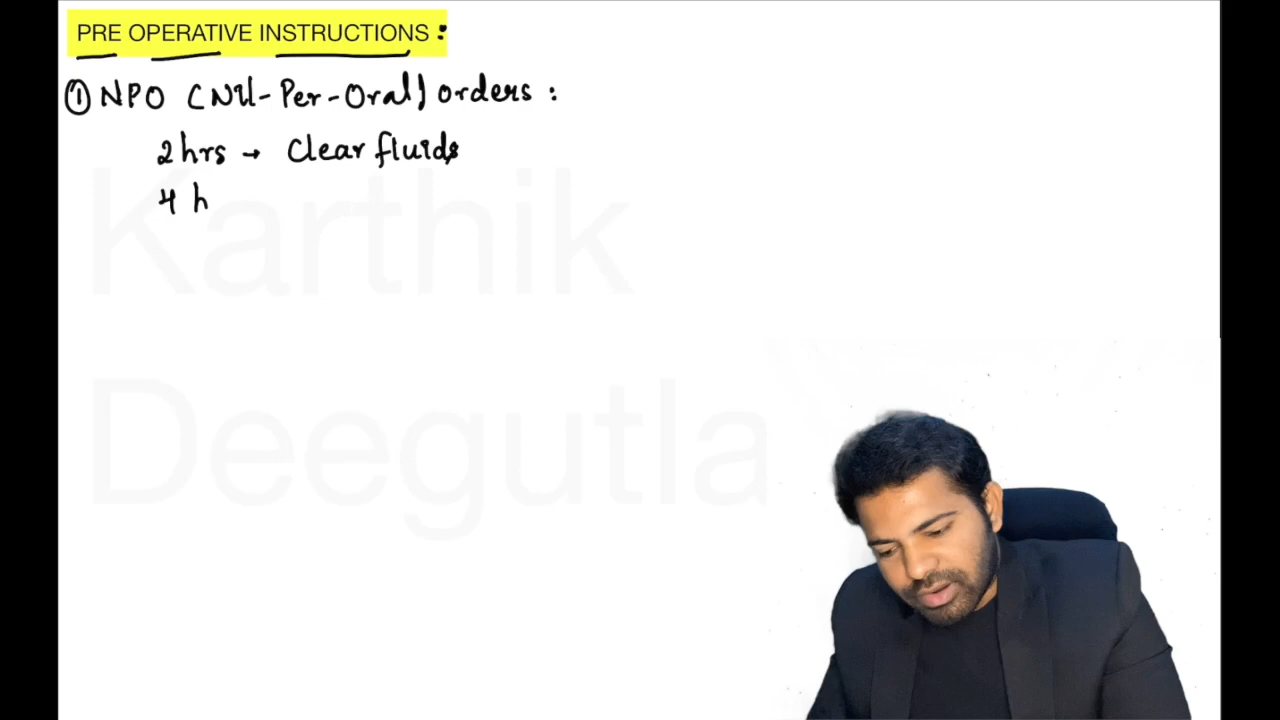 PRE OPERATIVE INSTRUCTIONS :
① NPO (Nil-Per-Oral) orders :
2 hrs → Clear fluids
4 h
Karthik
Deegutla